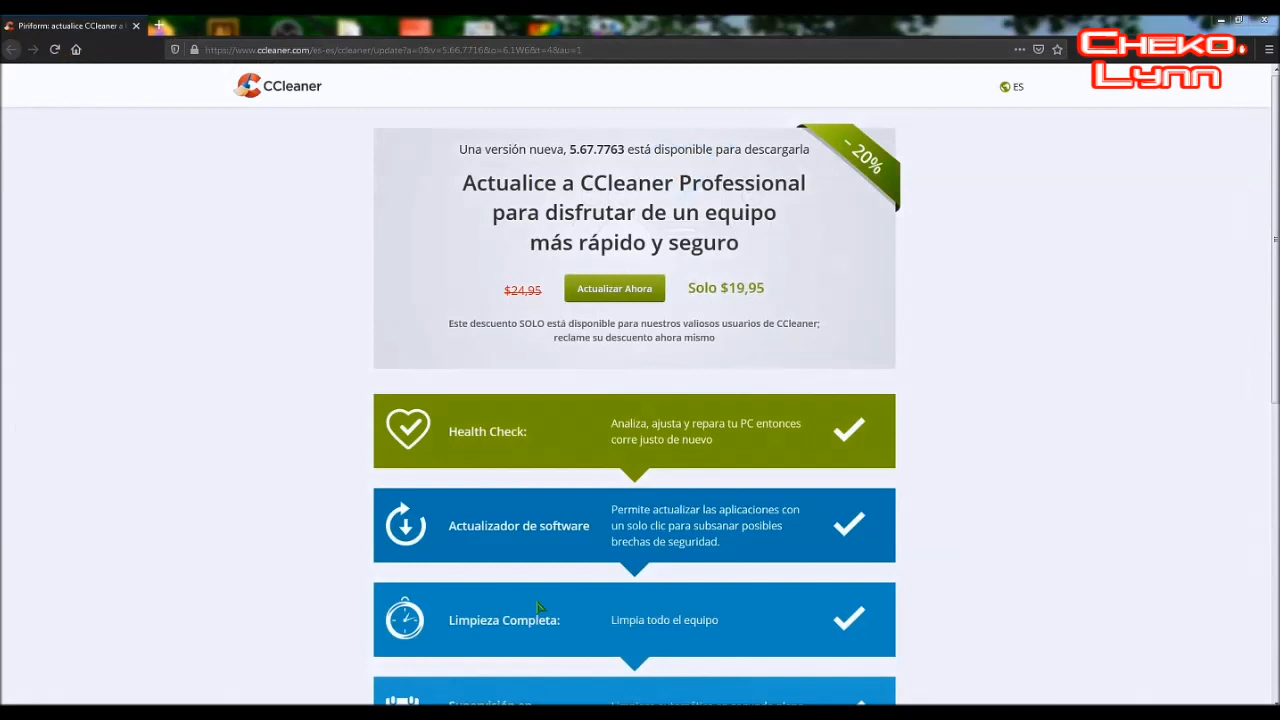 Piriform: actualice CCleaner a
https://www.ccleaner.com/es-es/ccleaner/update?a=0&v=5.66.7716&o=6.1W6&t=4&au=1
Cheko.
Lynn
CCleaner
ES
Una versión nueva, 5.67.7763 está disponible para descargarla
- 20%
Actualice a CCleaner Professional
para disfrutar de un equipo
más rápido y seguro
$24,95
Actualizar Ahora
Solo $19,95
Este descuento SOLO está disponible para nuestros valiosos usuarios de CCleaner;
reclame su descuento ahora mismo
Health Check:
Analiza, ajusta y repara tu PC entonces
corre justo de nuevo
Actualizador de software
Permite actualizar las aplicaciones con
un solo clic para subsanar posibles
brechas de seguridad.
Limpieza Completa:
Limpia todo el equipo
Supervisión en